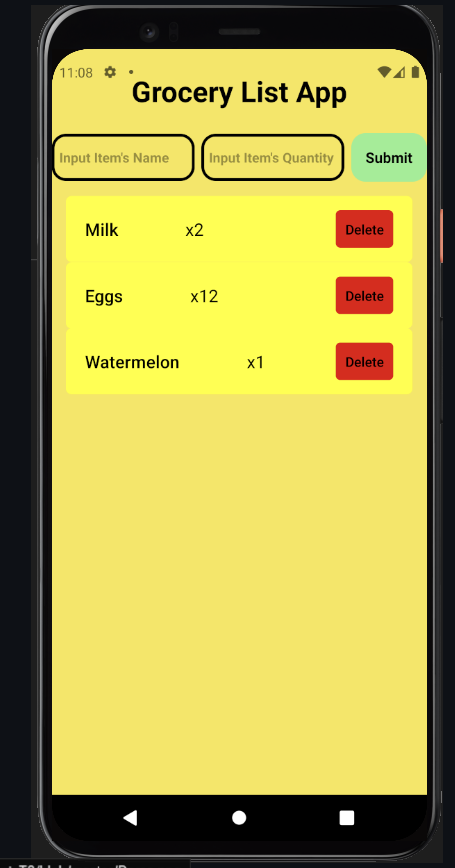 11:08
Grocery List App
Input Item's Name Input Item's Quantity Submit
Milk x2 Delete
Eggs x12 Delete
Watermelon x1 Delete